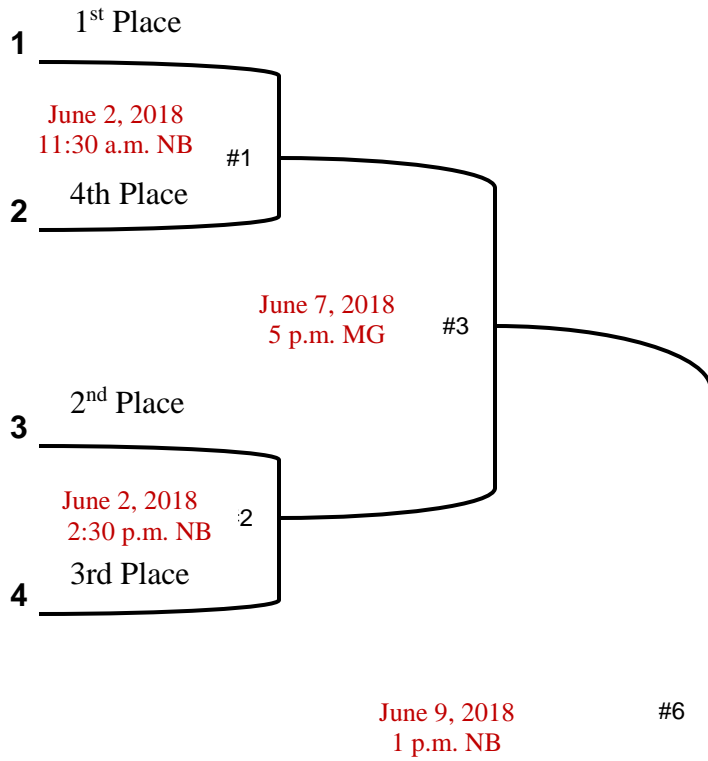 1
1st Place
June 2, 2018
11:30 a.m. NB
#1
2
4th Place
June 7, 2018
5 p.m. MG
#3
3
2nd Place
June 2, 2018
2:30 p.m. NB
#2
4
3rd Place
June 9, 2018
1 p.m. NB
#6